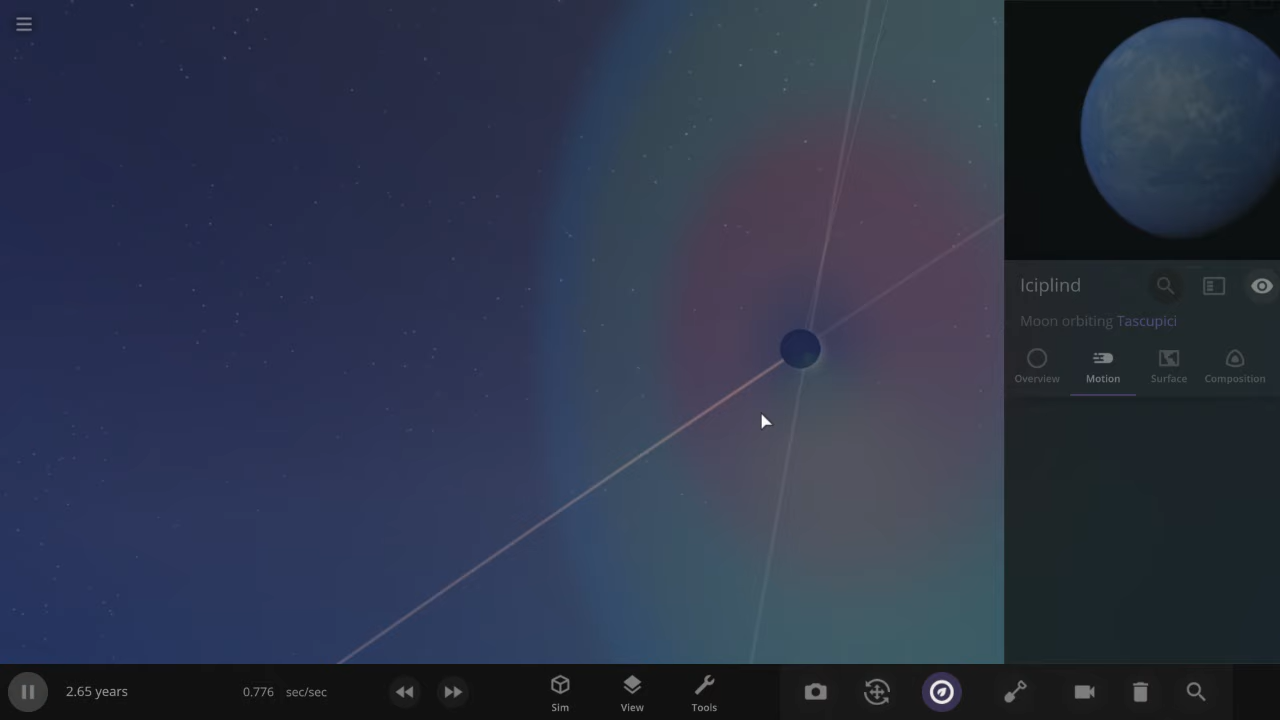 Iciplind
Moon orbiting Tascupici
Overview
Motion
Surface
Composition
2.65 years
0.776 sec/sec
Sim
View
Tools